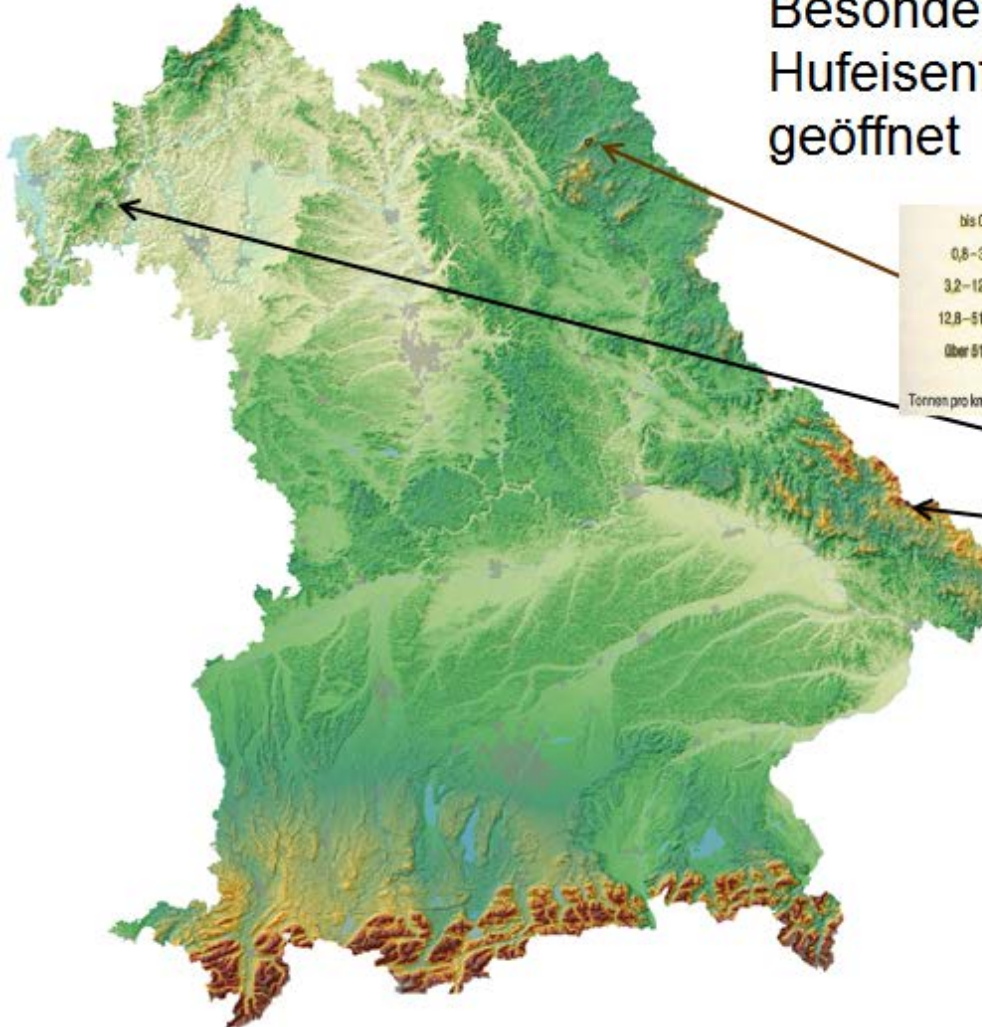 Besonde
Hufeisenf
geöffnet
bis 0
0,8–3
3,2–12
12,8–51
über 51
Tonnen pro km